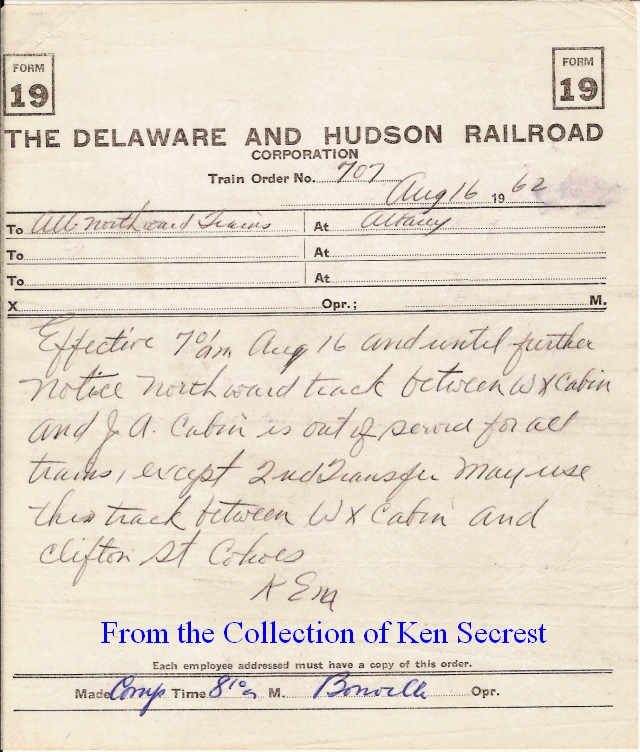 FORM 19
FORM 19
THE DELAWARE AND HUDSON RAILROAD
CORPORATION
Train Order No. 707
Aug 16 1962
To All Northward Trains At Albany
To At
To At
X Opr.; M.
Effective 701am Aug 16 and until further
Notice Northward track between WX Cabin
and J.A. Cabin is out of service for all
trains, except 2nd Transfer may use
this track between WX Cabin and
Clifton St Cohoes
K Em
From the Collection of Ken Secrest
Each employee addressed must have a copy of this order.
Made Comp Time 810a M. Bonville Opr.